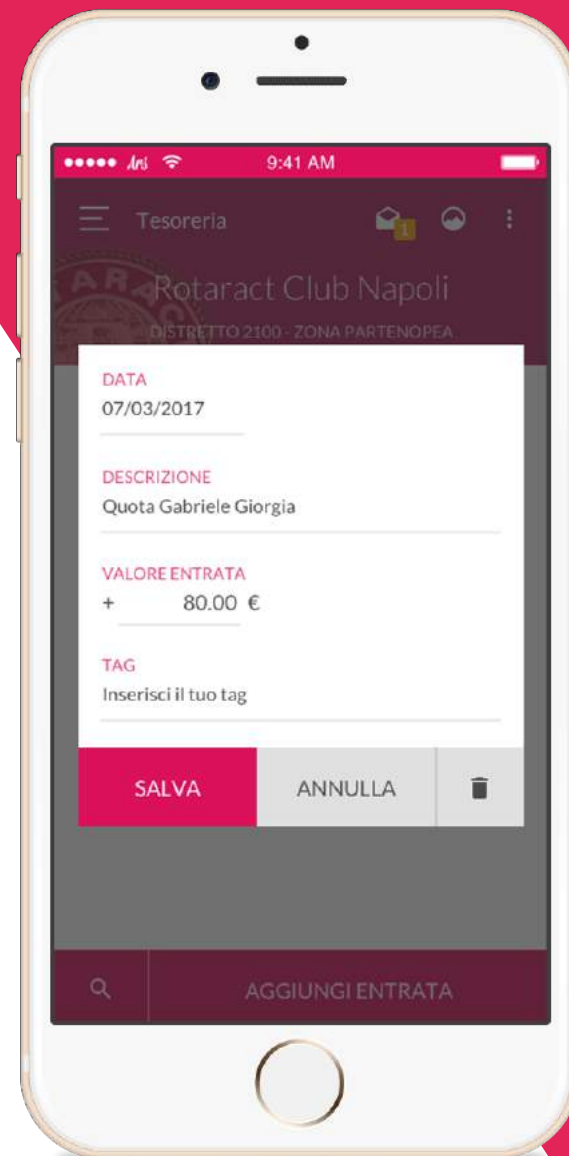 Ars 9:41 AM
Tesoreria 1
Rotaract Club Napoli
DISTRETTO 2100 - ZONA PARTENOPEA
DATA
07/03/2017
DESCRIZIONE
Quota Gabriele Giorgia
VALORE ENTRATA
+ 80.00 €
TAG
Inserisci il tuo tag
SALVA ANNULLA
AGGIUNGI ENTRATA